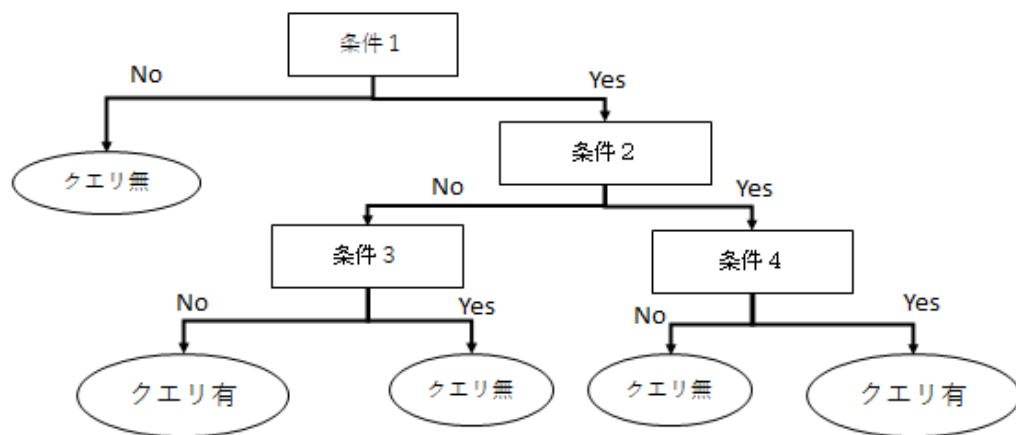 条件１
No
Yes
条件２
クエリ無
No
Yes
条件３
条件４
No
Yes
No
Yes
クエリ有
クエリ無
クエリ無
クエリ有